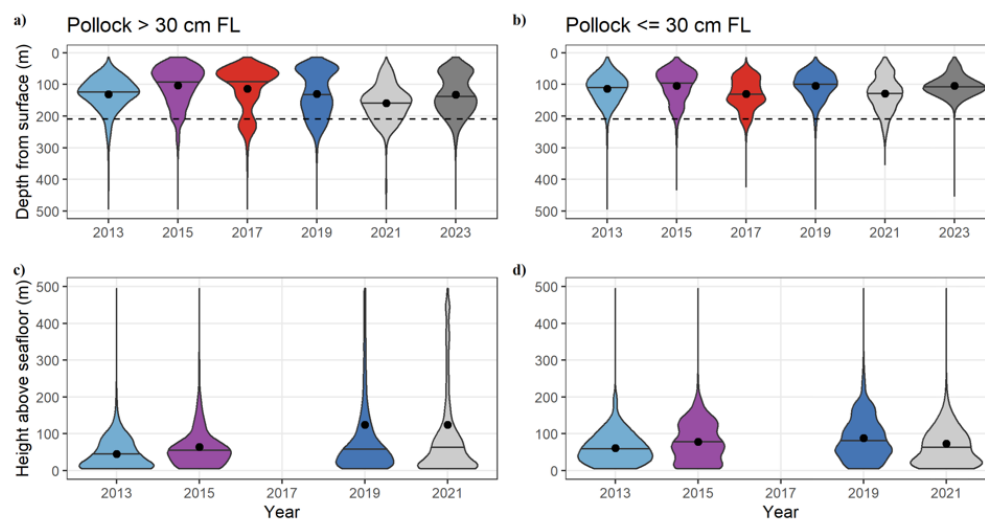 a) Pollock > 30 cm FL
Depth from surface (m)
0
100
200
300
400
500
2013 2015 2017 2019 2021 2023
b) Pollock <= 30 cm FL
0
100
200
300
400
500
2013 2015 2017 2019 2021 2023
c)
Height above seafloor (m)
500
400
300
200
100
0
2013 2015 2017 2019 2021
Year
d)
500
400
300
200
100
0
2013 2015 2017 2019 2021
Year